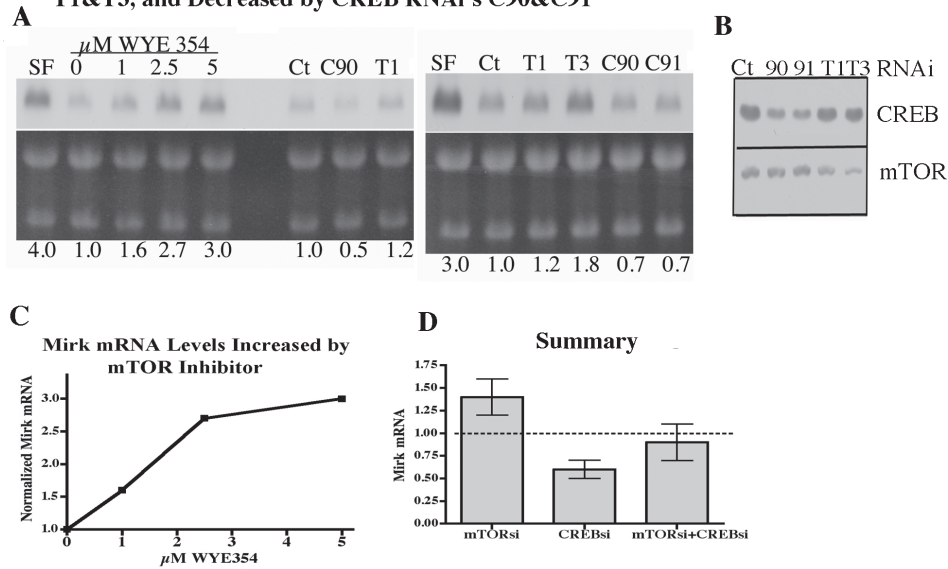 T1&T3, and Decreased by CREB RNAi's C90&C91
A
µM WYE 354
SF 0 1 2.5 5 Ct C90 T1
4.0 1.0 1.6 2.7 3.0 1.0 0.5 1.2
SF Ct T1 T3 C90 C91
3.0 1.0 1.2 1.8 0.7 0.7
B
Ct 90 91 T1T3 RNAi
CREB
mTOR
C
Mirk mRNA Levels Increased by
mTOR Inhibitor
Normalized Mirk mRNA
3.0
2.5
2.0
1.5
1.0
0 1 2 3 4 5
µM WYE354
D
Summary
Mirk mRNA
1.75
1.50
1.25
1.00
0.75
0.50
0.25
0.00
mTORsi CREBsi mTORsi+CREBsi